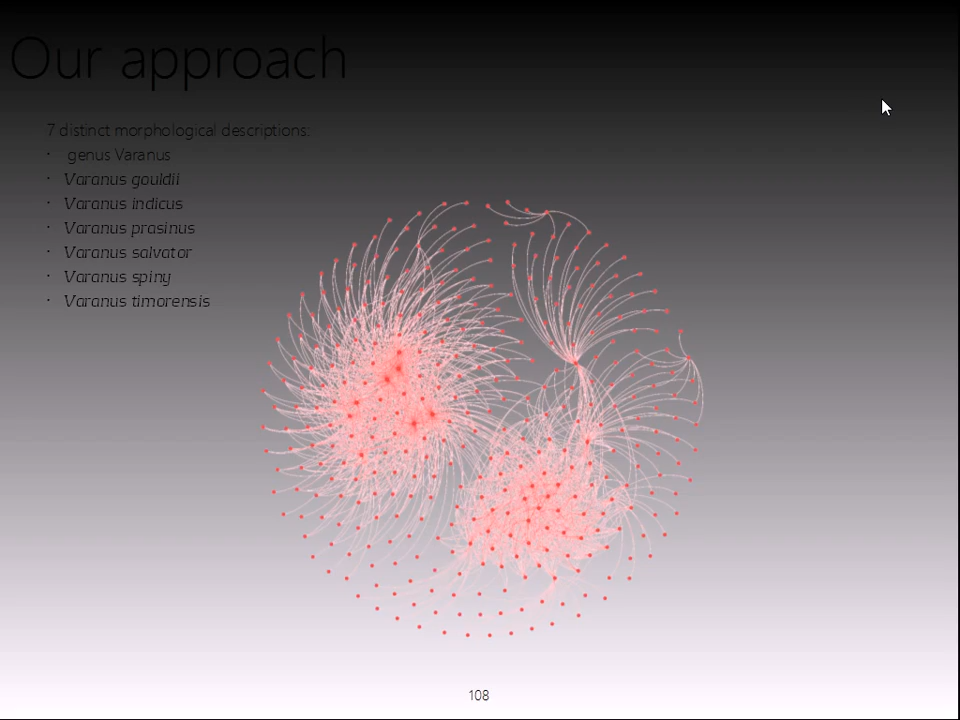 Our approach
7 distinct morphological descriptions:
· genus Varanus
· Varanus gouldii
· Varanus indicus
· Varanus prasinus
· Varanus salvator
· Varanus spiny
· Varanus timorensis
108